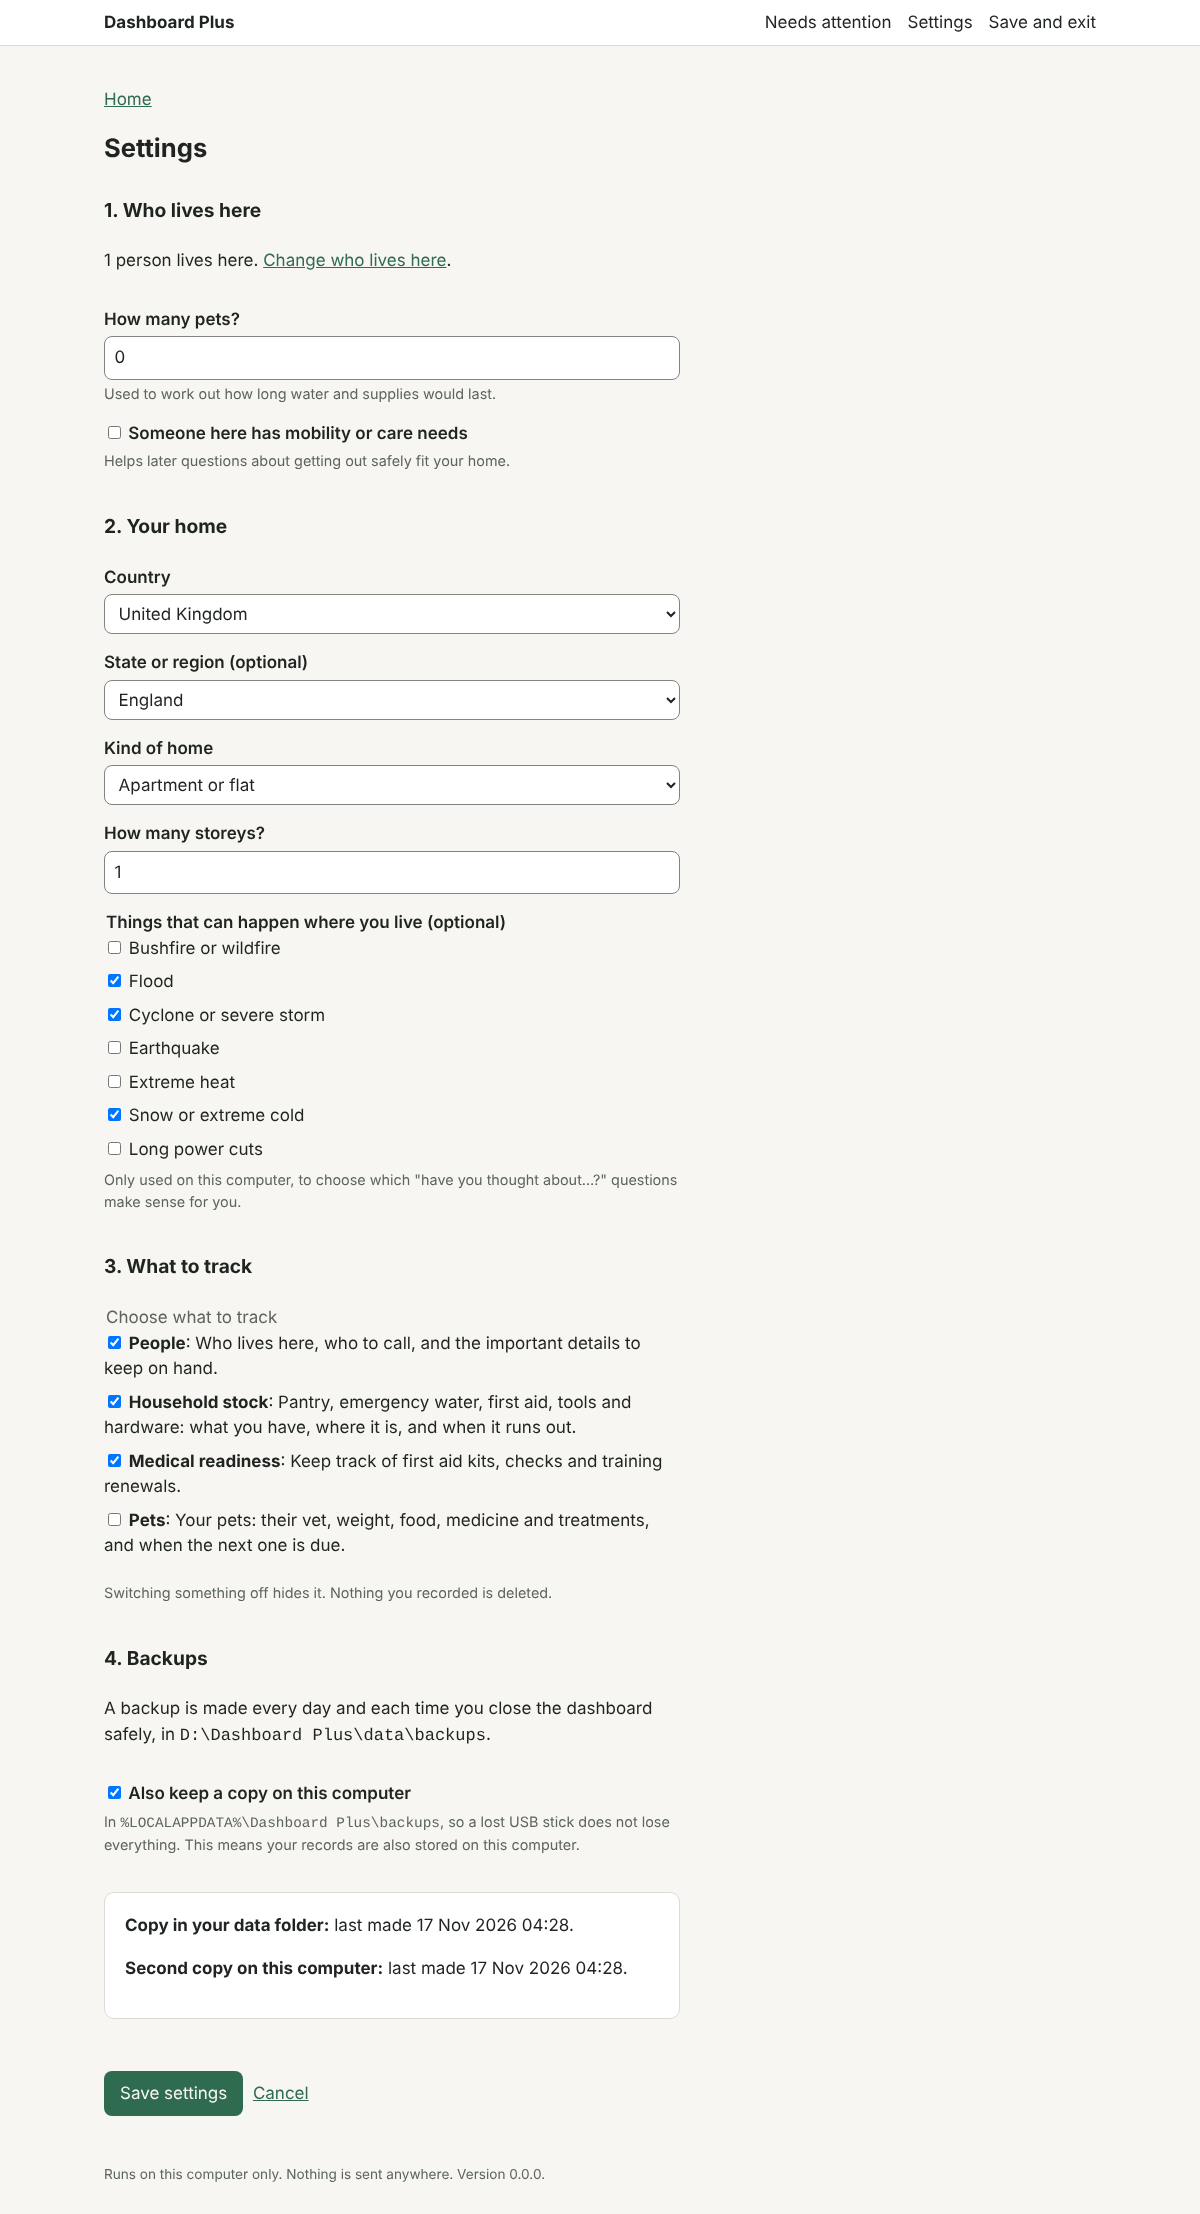 Dashboard Plus
Needs attention Settings Save and exit
Home
Settings
1. Who lives here
1 person lives here. Change who lives here.
How many pets?
0
Used to work out how long water and supplies would last.
Someone here has mobility or care needs
Helps later questions about getting out safely fit your home.
2. Your home
Country
United Kingdom
State or region (optional)
England
Kind of home
Apartment or flat
How many storeys?
1
Things that can happen where you live (optional)
Bushfire or wildfire
Flood
Cyclone or severe storm
Earthquake
Extreme heat
Snow or extreme cold
Long power cuts
Only used on this computer, to choose which "have you thought about...?" questions
make sense for you.
3. What to track
Choose what to track
People: Who lives here, who to call, and the important details to
keep on hand.
Household stock: Pantry, emergency water, first aid, tools and
hardware: what you have, where it is, and when it runs out.
Medical readiness: Keep track of first aid kits, checks and training
renewals.
Pets: Your pets: their vet, weight, food, medicine and treatments,
and when the next one is due.
Switching something off hides it. Nothing you recorded is deleted.
4. Backups
A backup is made every day and each time you close the dashboard
safely, in D:\Dashboard Plus\data\backups.
Also keep a copy on this computer
In %LOCALAPPDATA%\Dashboard Plus\backups, so a lost USB stick does not lose
everything. This means your records are also stored on this computer.
Copy in your data folder: last made 17 Nov 2026 04:28.
Second copy on this computer: last made 17 Nov 2026 04:28.
Save settings Cancel
Runs on this computer only. Nothing is sent anywhere. Version 0.0.0.